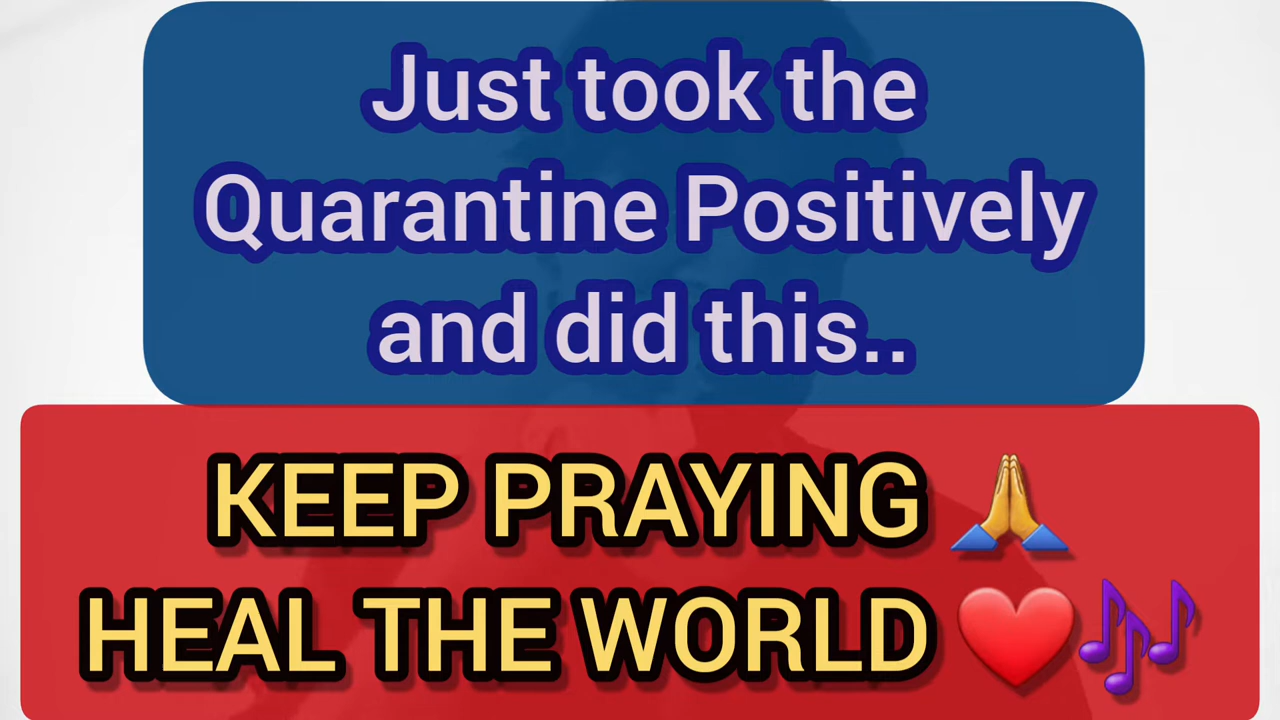 Just took the
Quarantine Positively
and did this..
KEEP PRAYING 🙏
HEAL THE WORLD ❤️🎶